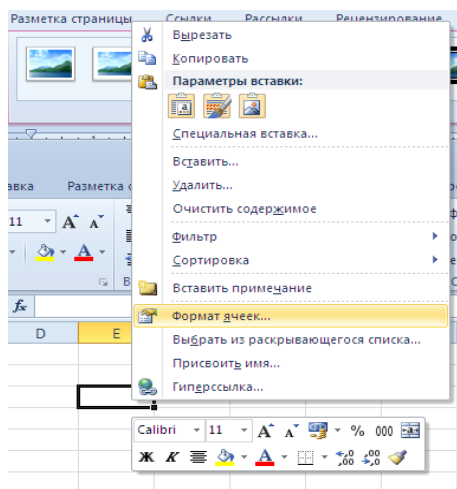 Разметка страницы Ссылки Рассылки Рецензирование
Вырезать
Копировать
Параметры вставки:
Специальная вставка...
Вставить...
Удалить...
Очистить содержимое
Фильтр
Сортировка
Вставить примечание
Формат ячеек...
Выбрать из раскрывающегося списка...
Присвоить имя...
Гиперссылка...
авка Разметка с
11 A A
A
В
fx
D E
Calibri 11 A A % 000
Ж К A ,00 ,0